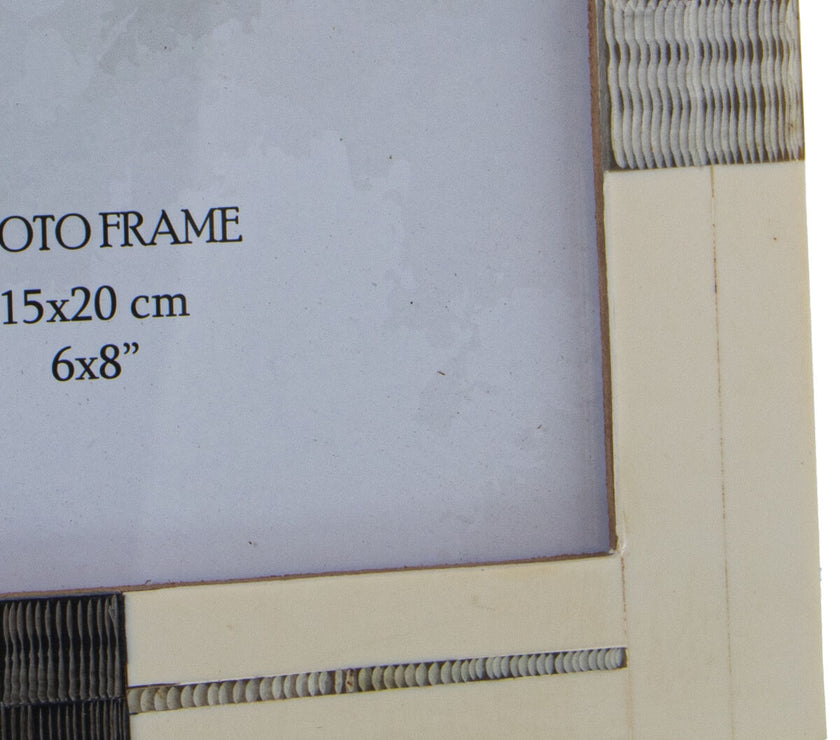 OTO FRAME
15x20 cm
6x8”